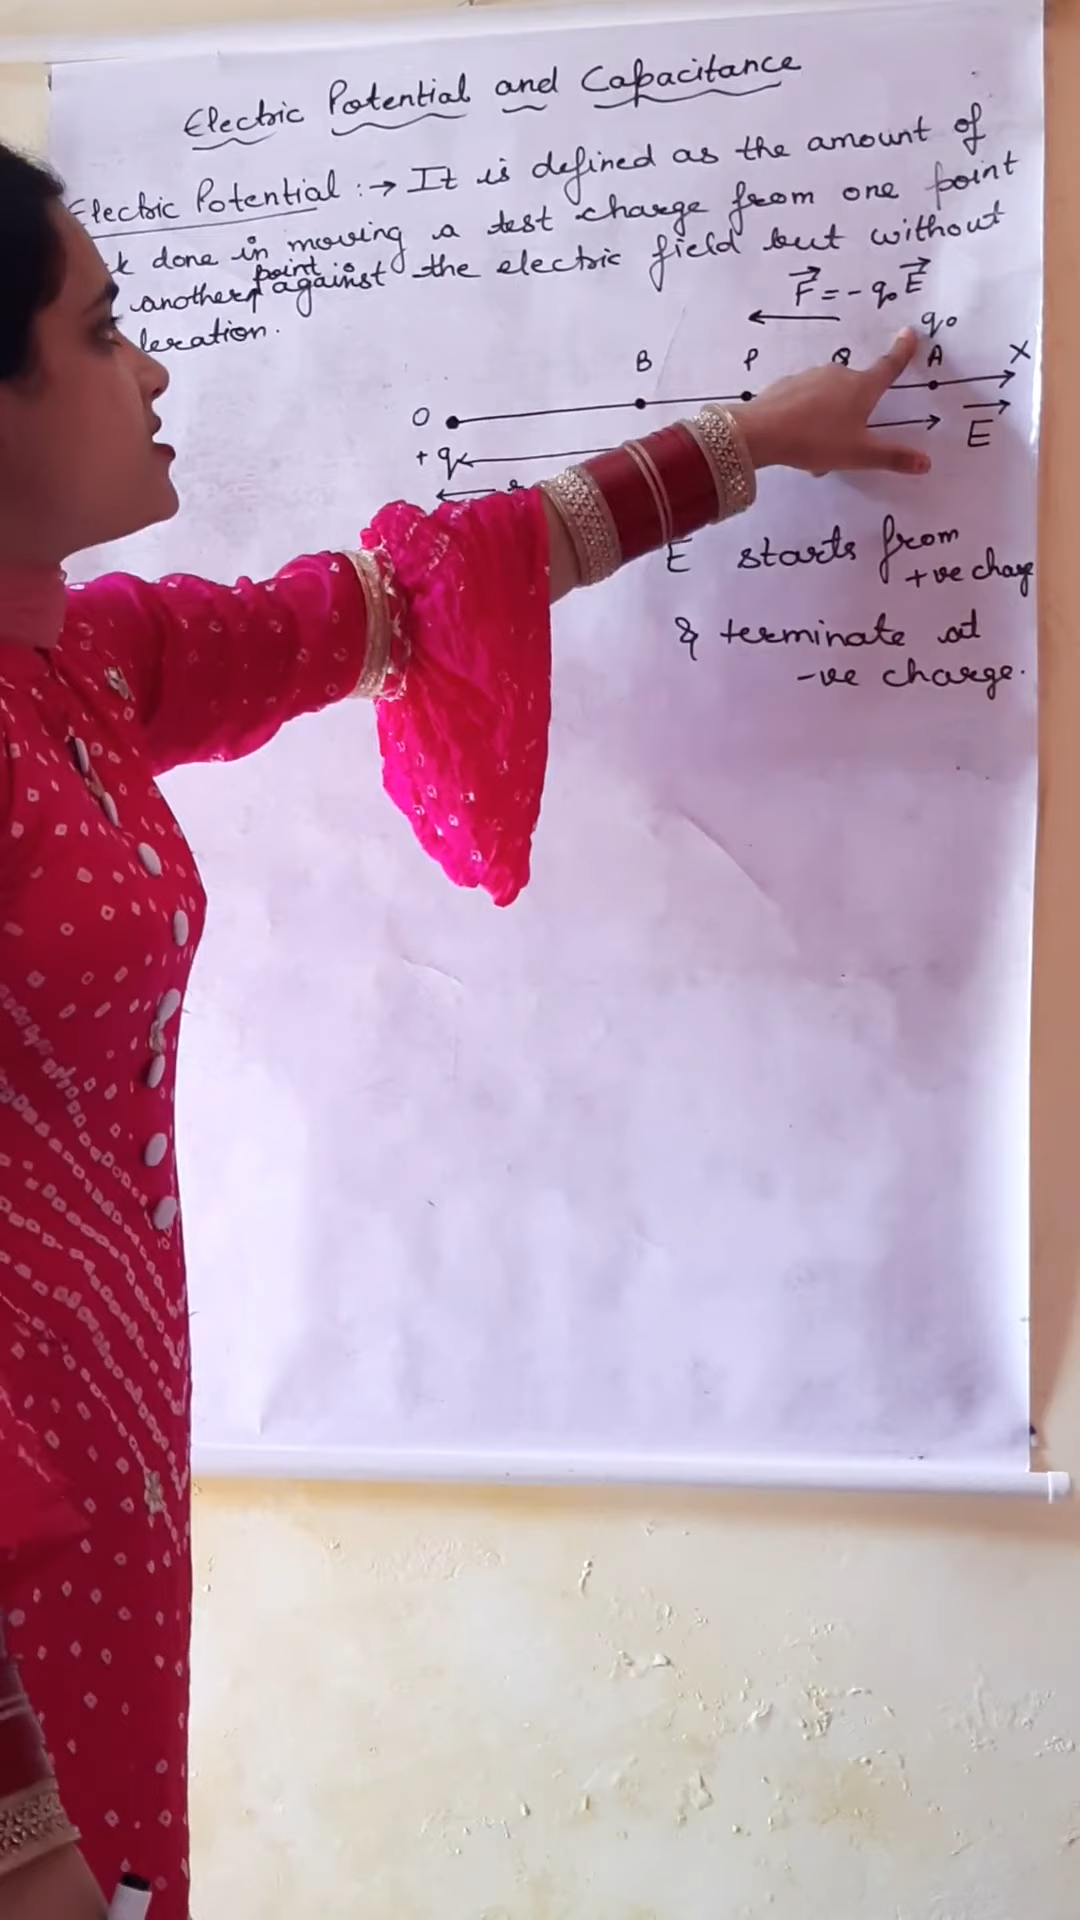 Electric Potential and Capacitance
Electric Potential :→ It is defined as the amount of
k done in moving a test charge from one point
another point against the electric field but without
leration.
F = - q₀ E
q₀
B P Q A X
O
+ q
E
E starts from
+ve charge
& terminate at
-ve charge.